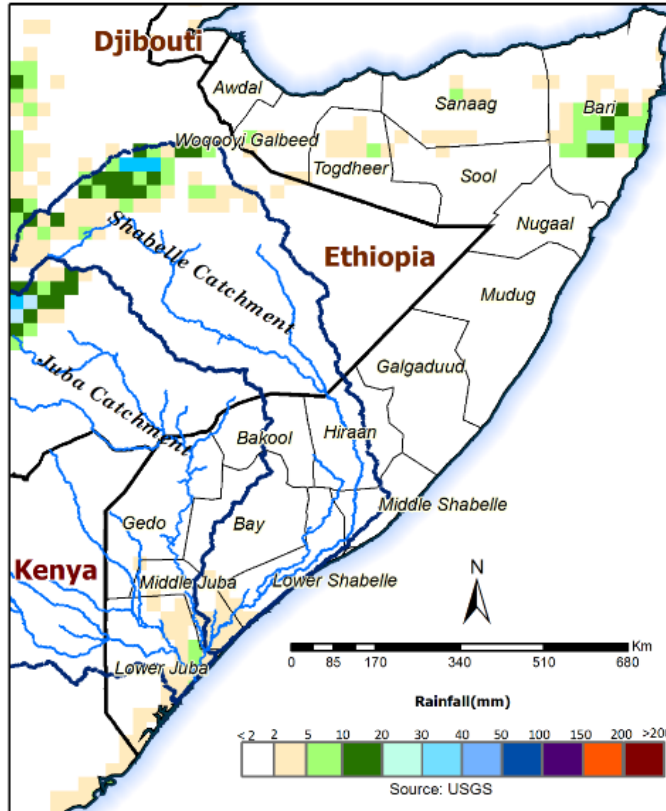 Djibouti
Awdal
Sanaag
Bari
Woqooyi Galbeed
Togdheer
Sool
Nugaal
Shabelle Catchment
Ethiopia
Mudug
Galgaduud
Juba Catchment
Bakool
Hiraan
Gedo
Bay
Middle Shabelle
Kenya
Middle Juba
Lower Shabelle
N
Lower Juba
Km
0 85 170 340 510 680
Rainfall(mm)
<2 2 5 10 20 30 40 50 100 150 200 >200
Source: USGS